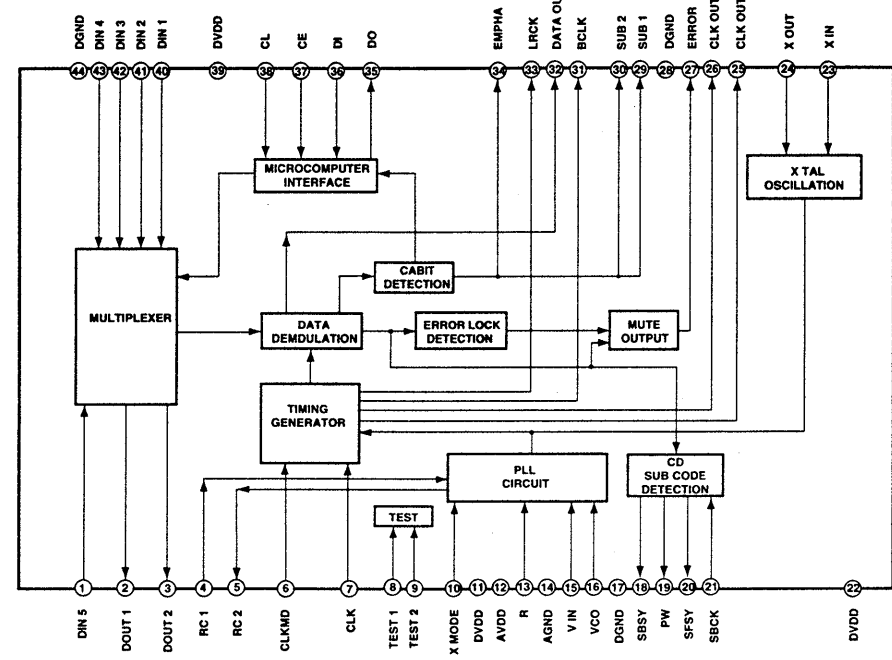 DGND
DIN 4
DIN 3
DIN 2
DIN 1
DVDD
CL
CE
DI
DO
EMPHA
LRCK
DATA OU
BCLK
SUB 2
SUB 1
DGND
ERROR
CLK OUT
CLK OUT
X OUT
X IN
44
43
42
41
40
39
38
37
36
35
34
33
32
31
30
29
28
27
26
25
24
23
MICROCOMPUTER
INTERFACE
X TAL
OSCILLATION
CABIT
DETECTION
MULTIPLEXER
DATA
DEMDULATION
ERROR LOCK
DETECTION
MUTE
OUTPUT
TIMING
GENERATOR
PLL
CIRCUIT
CD
SUB CODE
DETECTION
TEST
1
2
3
4
5
6
7
8
9
10
11
12
13
14
15
16
17
18
19
20
21
22
DIN 5
DOUT 1
DOUT 2
RC 1
RC 2
CLKMD
CLK
TEST 1
TEST 2
X MODE
DVDD
AVDD
R
AGND
V IN
VCO
DGND
SBSY
PW
SFSY
SBCK
DVDD